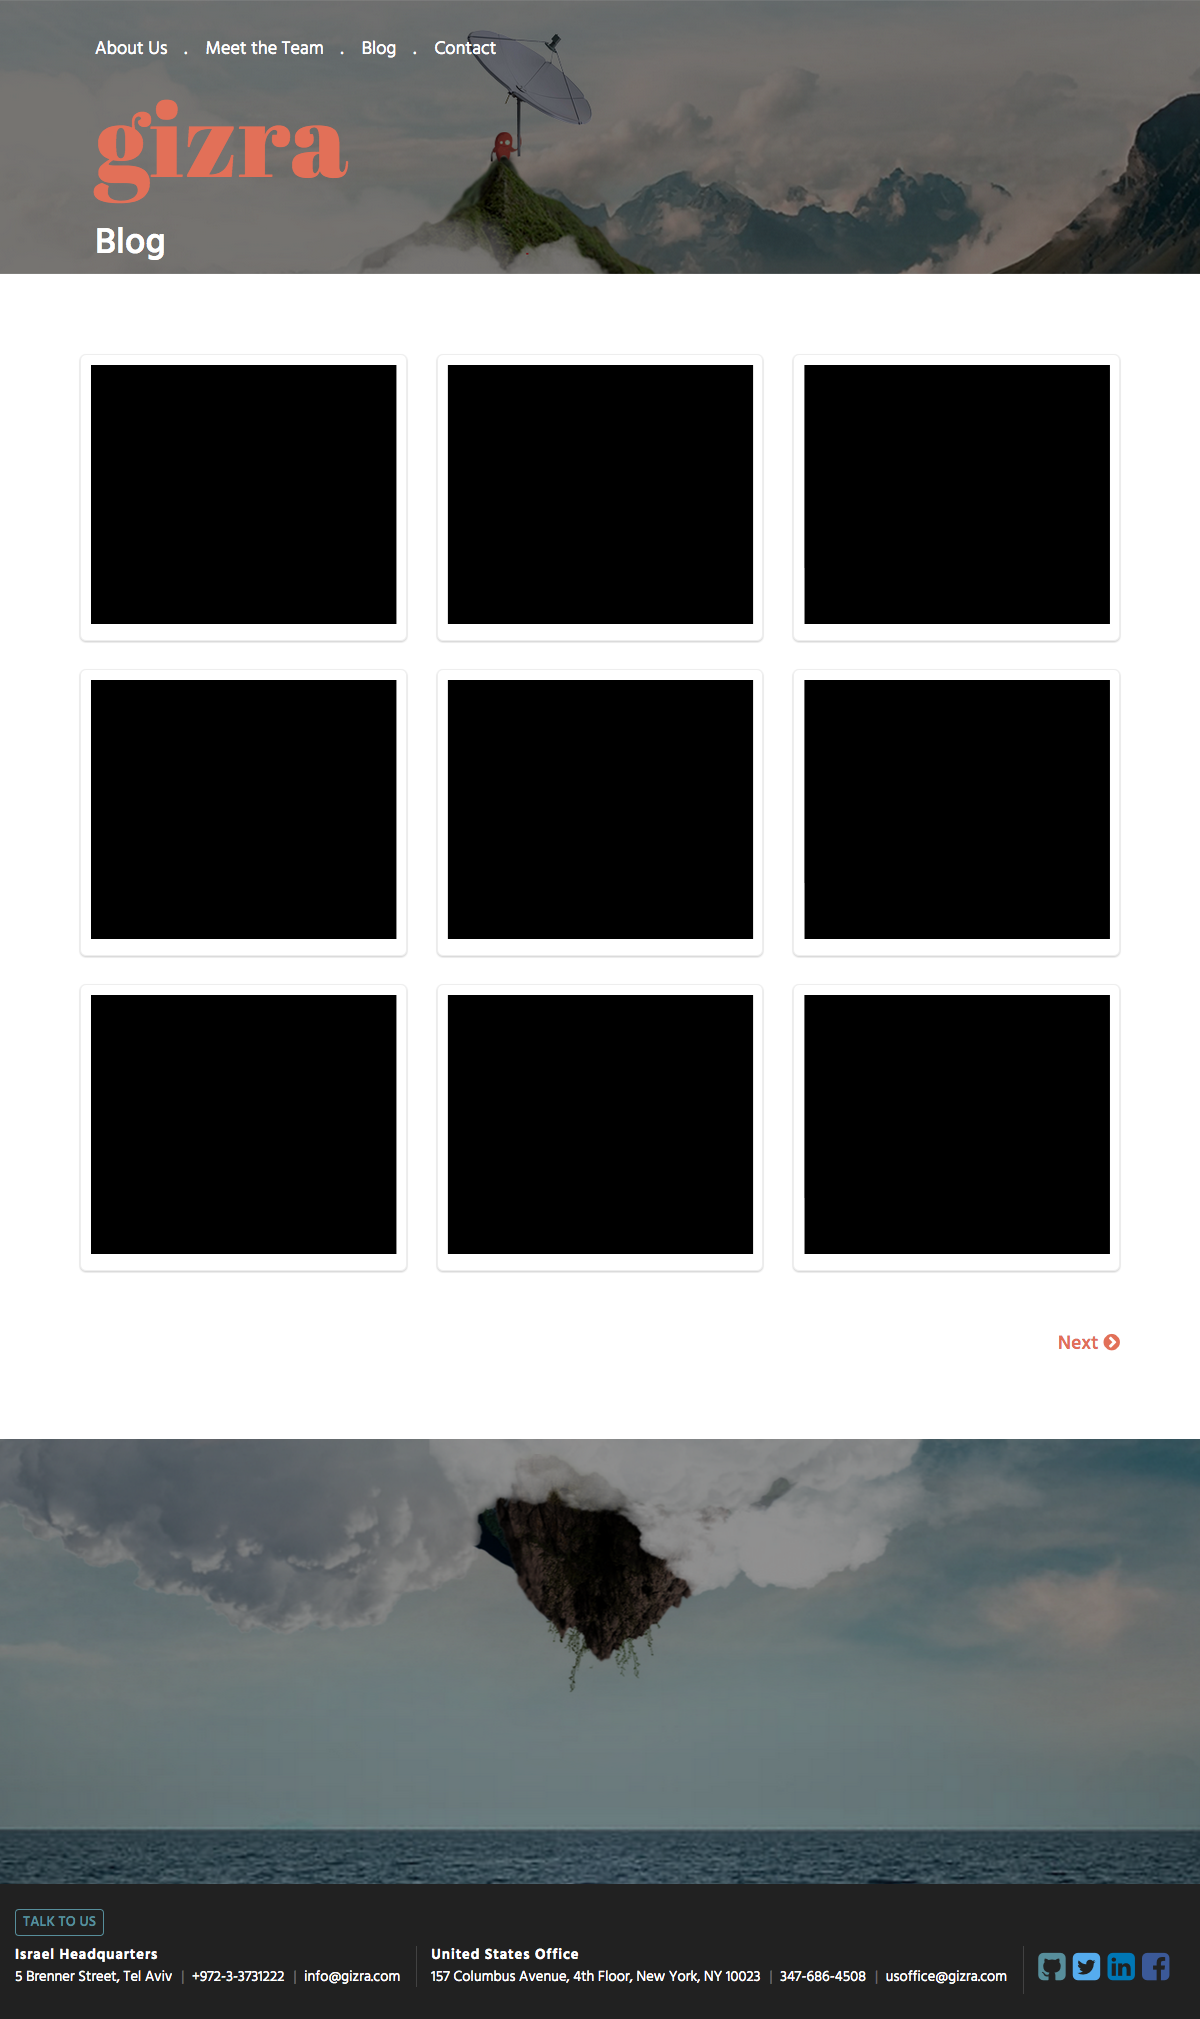 About Us . Meet the Team . Blog . Contact
gizra
Blog
Next
TALK TO US
Israel Headquarters
5 Brenner Street, Tel Aviv | +972-3-3731222 | info@gizra.com
United States Office
157 Columbus Avenue, 4th Floor, New York, NY 10023 | 347-686-4508 | usoffice@gizra.com